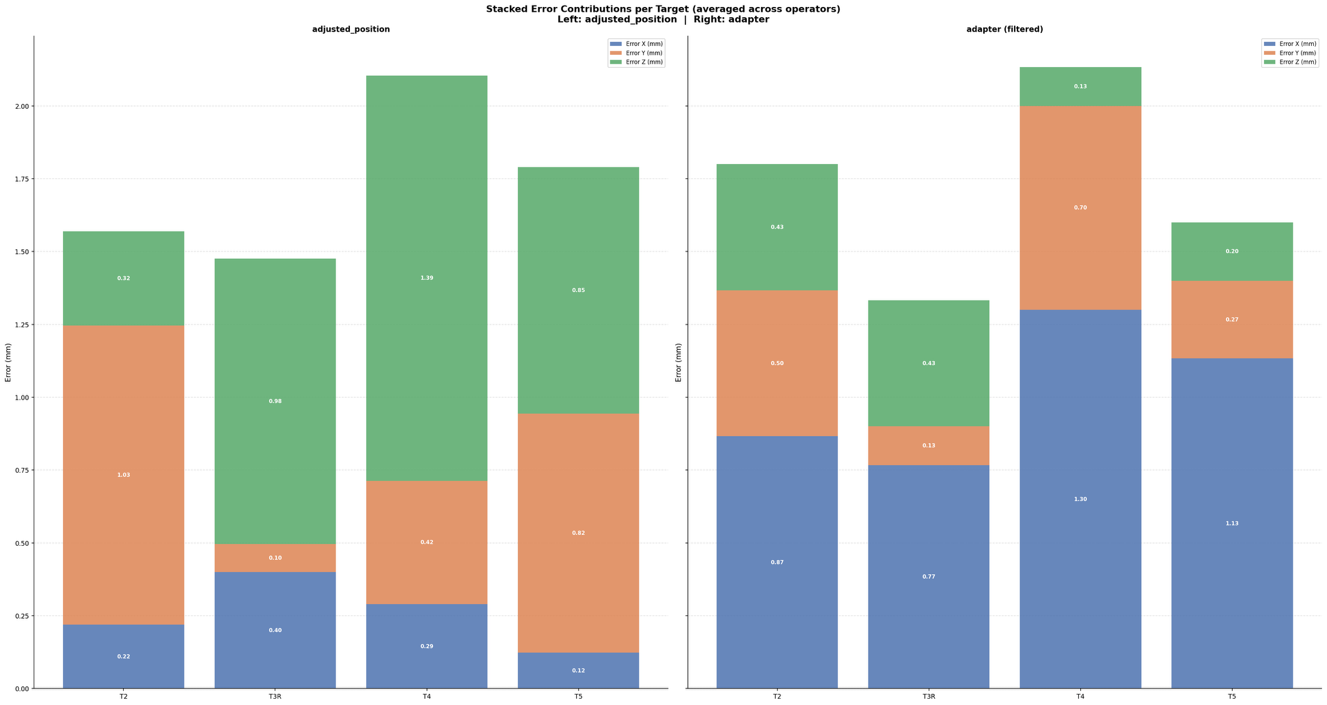 Stacked Error Contributions per Target (averaged across operators)
Left: adjusted_position | Right: adapter
adjusted_position
Error X (mm)
Error Y (mm)
Error Z (mm)
Error (mm)
2.00
1.75
1.50
1.25
1.00
0.75
0.50
0.25
0.00
0.32
1.03
0.22
0.98
0.10
0.40
1.39
0.42
0.29
0.85
0.82
0.12
T2
T3R
T4
T5
adapter (filtered)
Error X (mm)
Error Y (mm)
Error Z (mm)
Error (mm)
0.43
0.50
0.87
0.43
0.13
0.77
0.13
0.70
1.30
0.20
0.27
1.13
T2
T3R
T4
T5